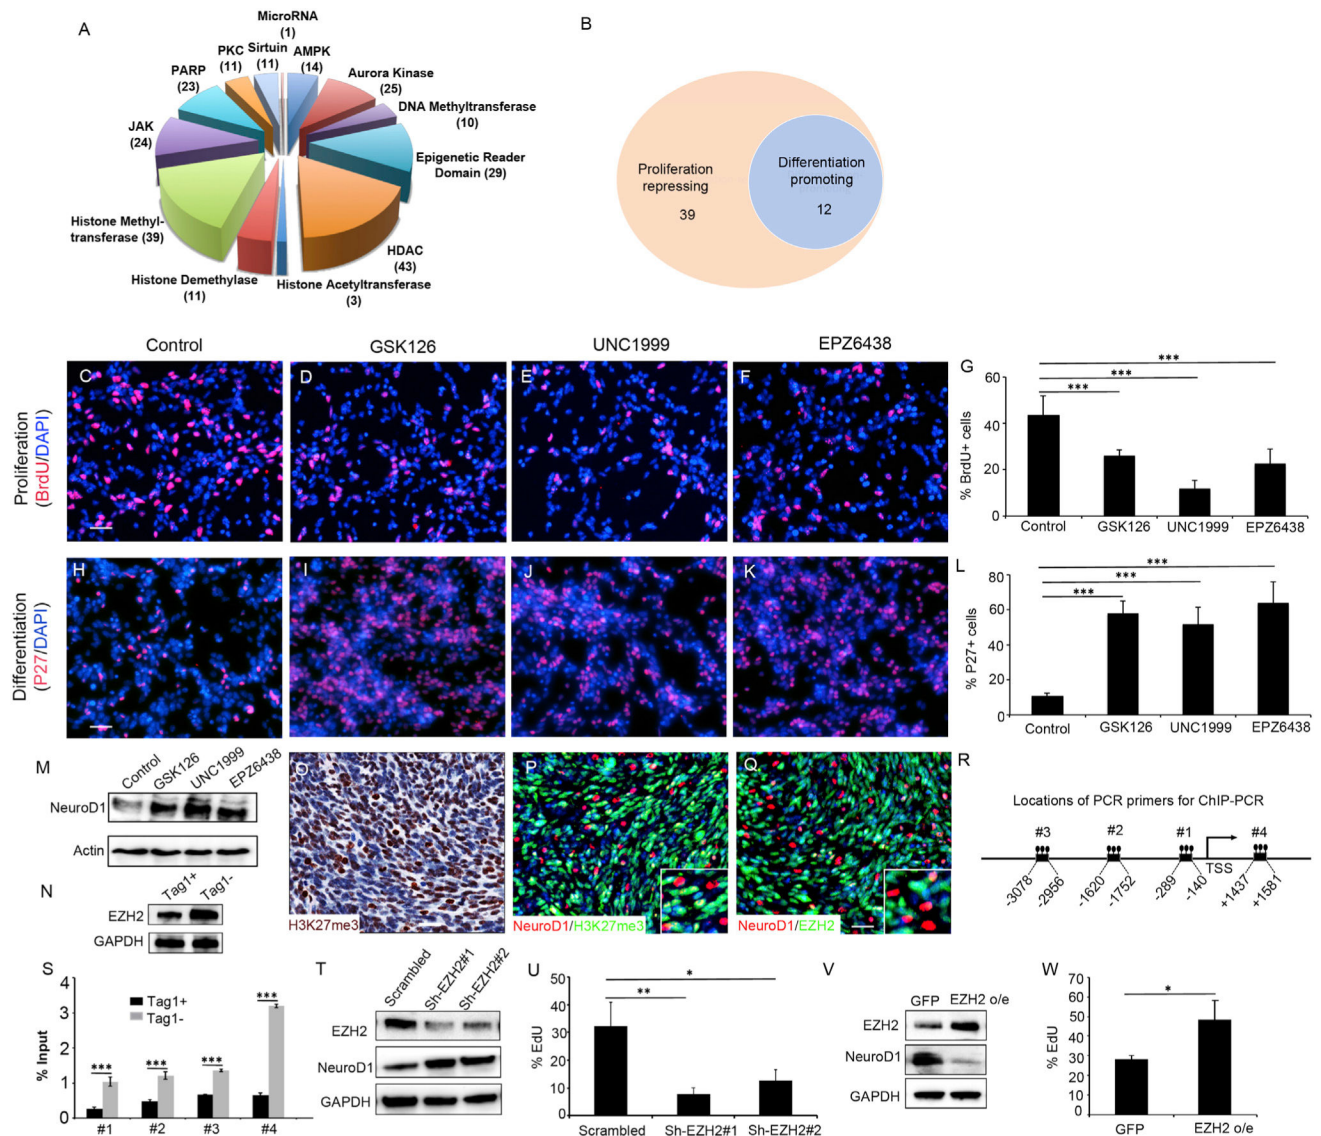 A
MicroRNA
(1)
PKC
(11)
Sirtuin
(11)
AMPK
(14)
PARP
(23)
Aurora Kinase
(25)
DNA Methyltransferase
(10)
JAK
(24)
Epigenetic Reader
Domain (29)
Histone Methyl-
transferase (39)
HDAC
(43)
Histone Demethylase
(11)
Histone Acetyltransferase
(3)
B
Proliferation
repressing
39
Differentiation
promoting
12
Control
GSK126
UNC1999
EPZ6438
Proliferation
(BrdU/DAPI)
C
D
E
F
G
% BrdU+ cells
60
40
20
0
***
***
***
Control
GSK126
UNC1999
EPZ6438
Differentiation
(P27/DAPI)
H
I
J
K
L
% P27+ cells
80
60
40
20
0
***
***
***
Control
GSK126
UNC1999
EPZ6438
M
Control
GSK126
UNC1999
EPZ6438
NeuroD1
Actin
N
Tag1+
Tag1-
EZH2
GAPDH
O
H3K27me3
P
NeuroD1/H3K27me3
Q
NeuroD1/EZH2
R
Locations of PCR primers for ChIP-PCR
#3
#2
#1
#4
TSS
-3078
-2956
-1620
-1752
-289
-140
+1437
+1581
S
% Input
4
3
2
1
0
Tag1+
Tag1-
***
***
***
***
#1
#2
#3
#4
T
Scrambled
Sh-EZH2#1
Sh-EZH2#2
EZH2
NeuroD1
GAPDH
U
% EdU
50
40
30
20
10
0
*
**
Scrambled
Sh-EZH2#1
Sh-EZH2#2
V
GFP
EZH2 o/e
EZH2
NeuroD1
GAPDH
W
% EdU
70
60
50
40
30
20
10
0
*
GFP
EZH2 o/e